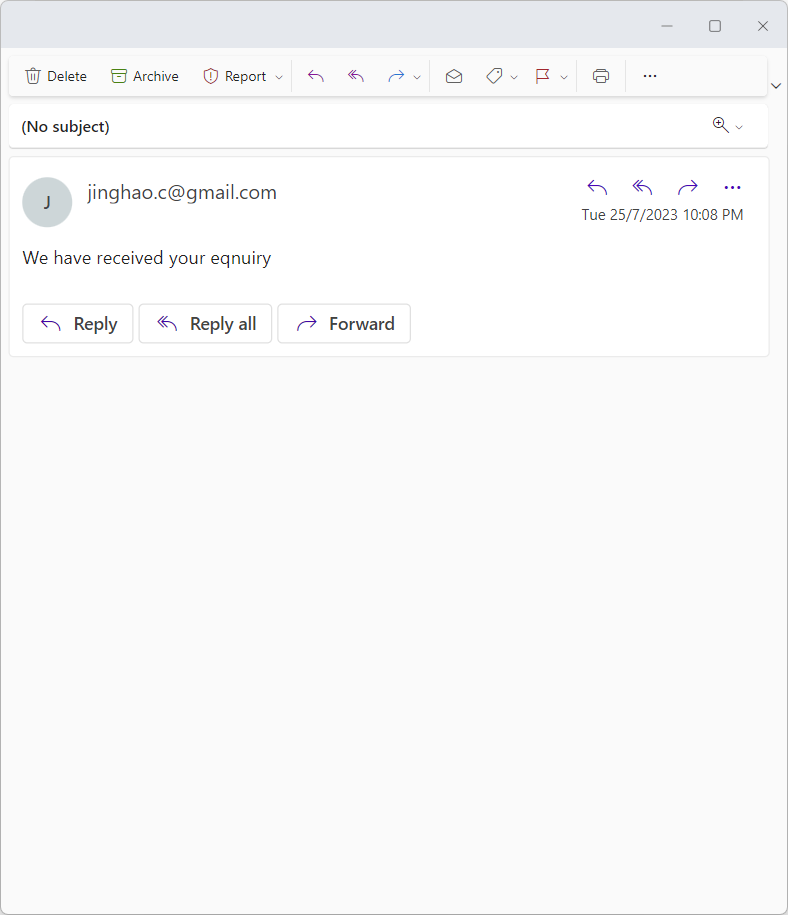 Delete Archive Report
(No subject)
J
jinghao.c@gmail.com
Tue 25/7/2023 10:08 PM
We have received your eqnuiry
Reply Reply all Forward